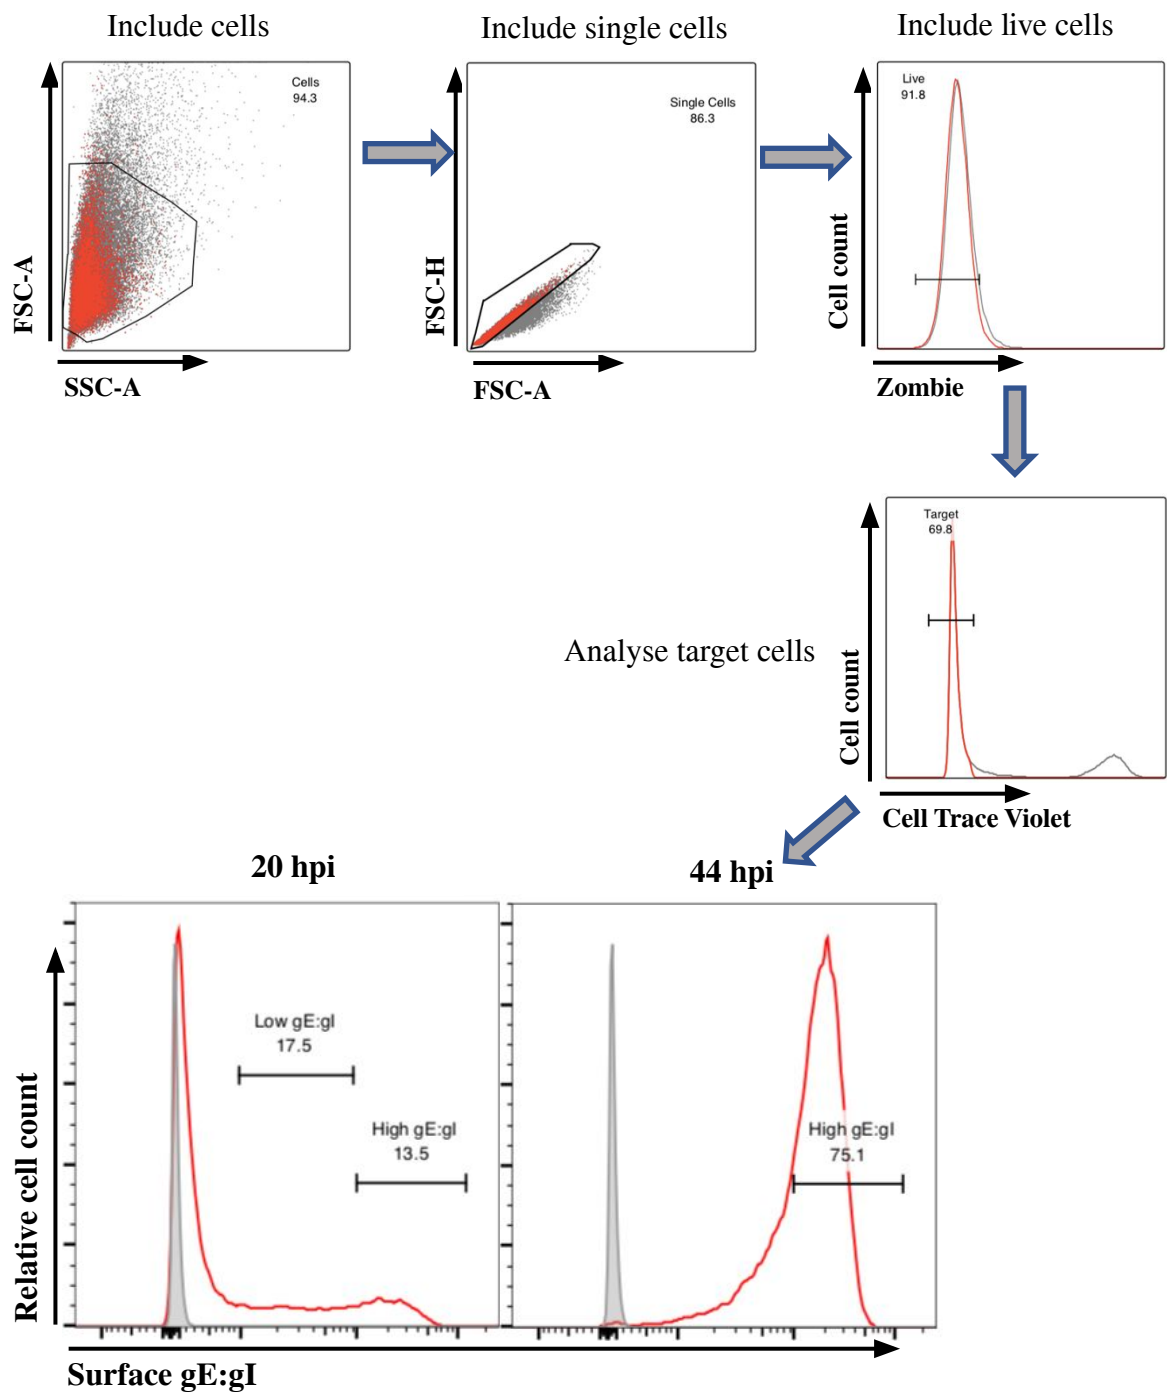 Include cells
Include single cells
Include live cells
Cells
94.3
FSC-A
SSC-A
Single Cells
86.3
FSC-H
FSC-A
Live
91.8
Cell count
Zombie
Target
69.8
Analyse target cells
Cell count
Cell Trace Violet
20 hpi
44 hpi
Low gE:gI
17.5
High gE:gI
13.5
High gE:gI
75.1
Relative cell count
Surface gE:gI